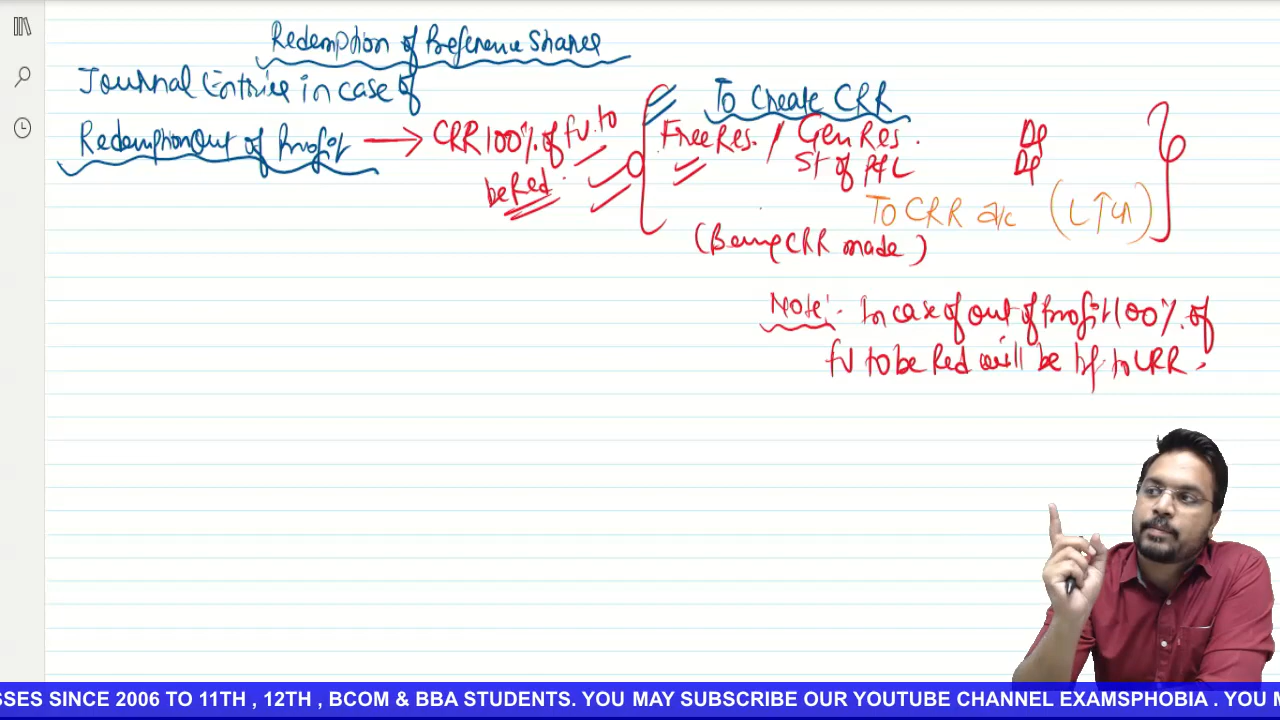 Redemption of Preference Shares
Journal Entries in case of
Redemption Out of Profit → CRR 100% of FV to
be Red.
To Create CRR
Free Res. / Gen Res. Dr
St of P/L Dr
To CRR a/c (L↑Cr)
(Being CRR made)
Note:- In case of out of Profit 100% of
FV to be Red will be tf. to CRR.
SSES SINCE 2006 TO 11TH , 12TH , BCOM & BBA STUDENTS. YOU MAY SUBSCRIBE OUR YOUTUBE CHANNEL EXAMSPHOBIA . YOU M